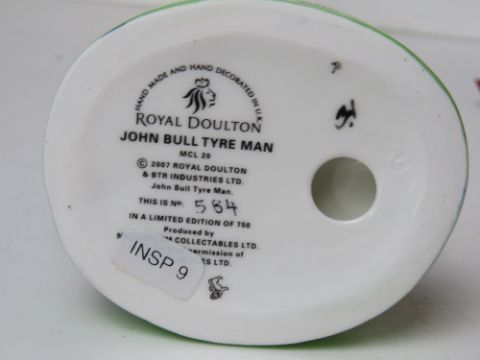 HAND MADE AND HAND DECORATED IN U.K.
ROYAL DOULTON
JOHN BULL TYRE MAN
MCL 20
© 2007 ROYAL DOULTON
& BTR INDUSTRIES LTD.
John Bull Tyre Man.
THIS IS Nº: 584
IN A LIMITED EDITION OF 750
Produced by
COLLECTABLES LTD.
permission of
LTD.
INSP 9